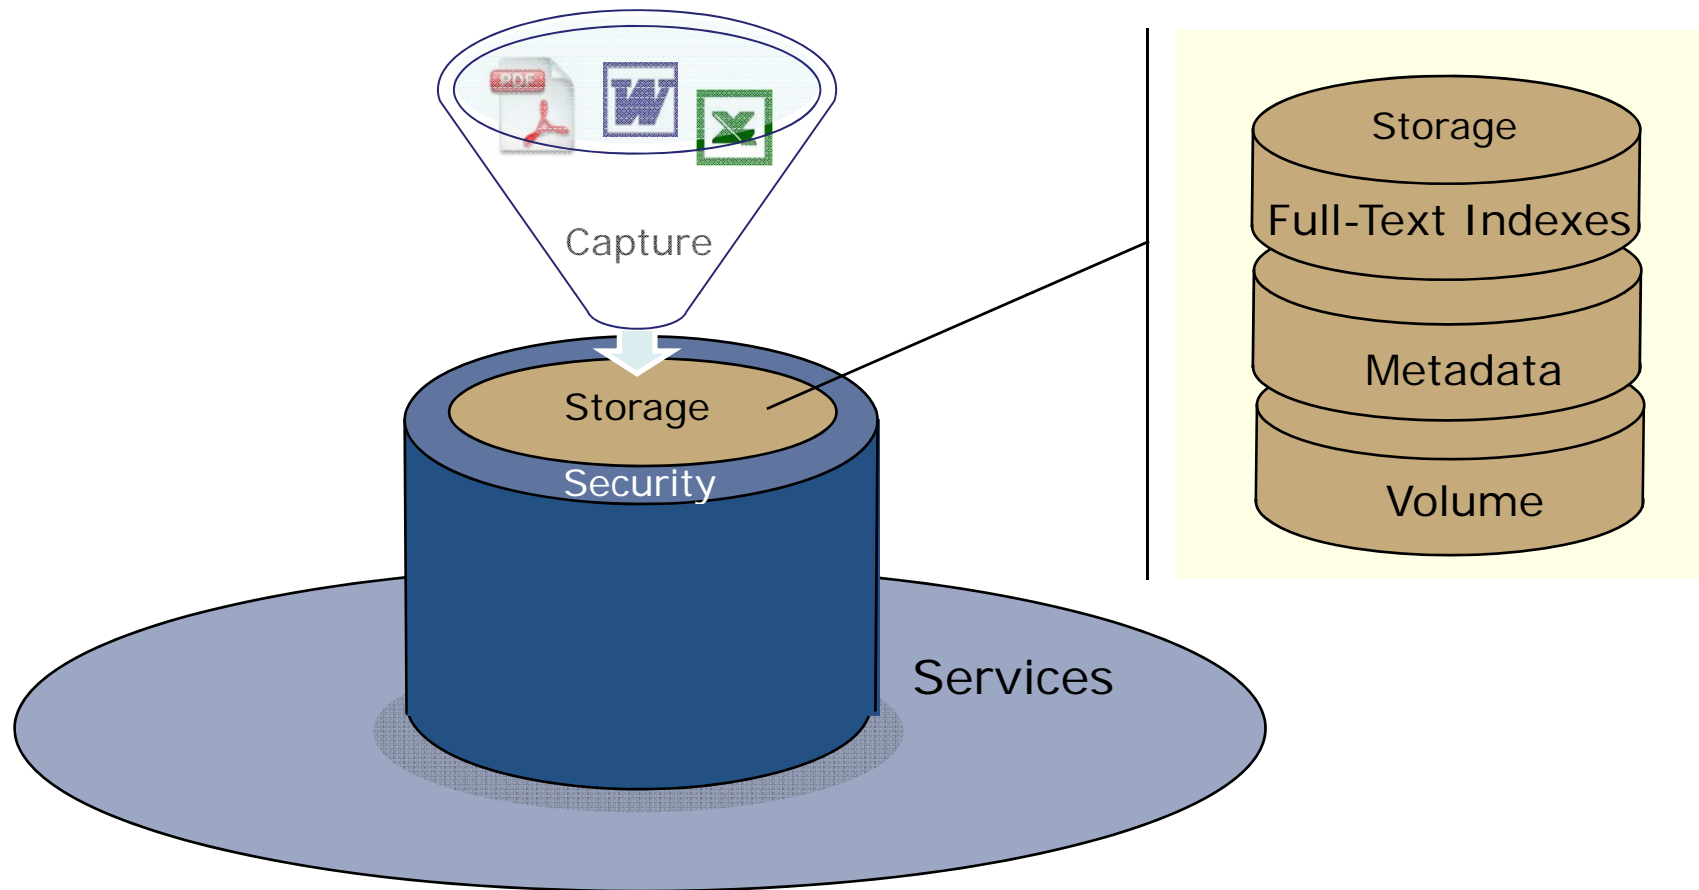 PDF
W
X
Capture
Storage
Security
Services
Storage
Full-Text Indexes
Metadata
Volume